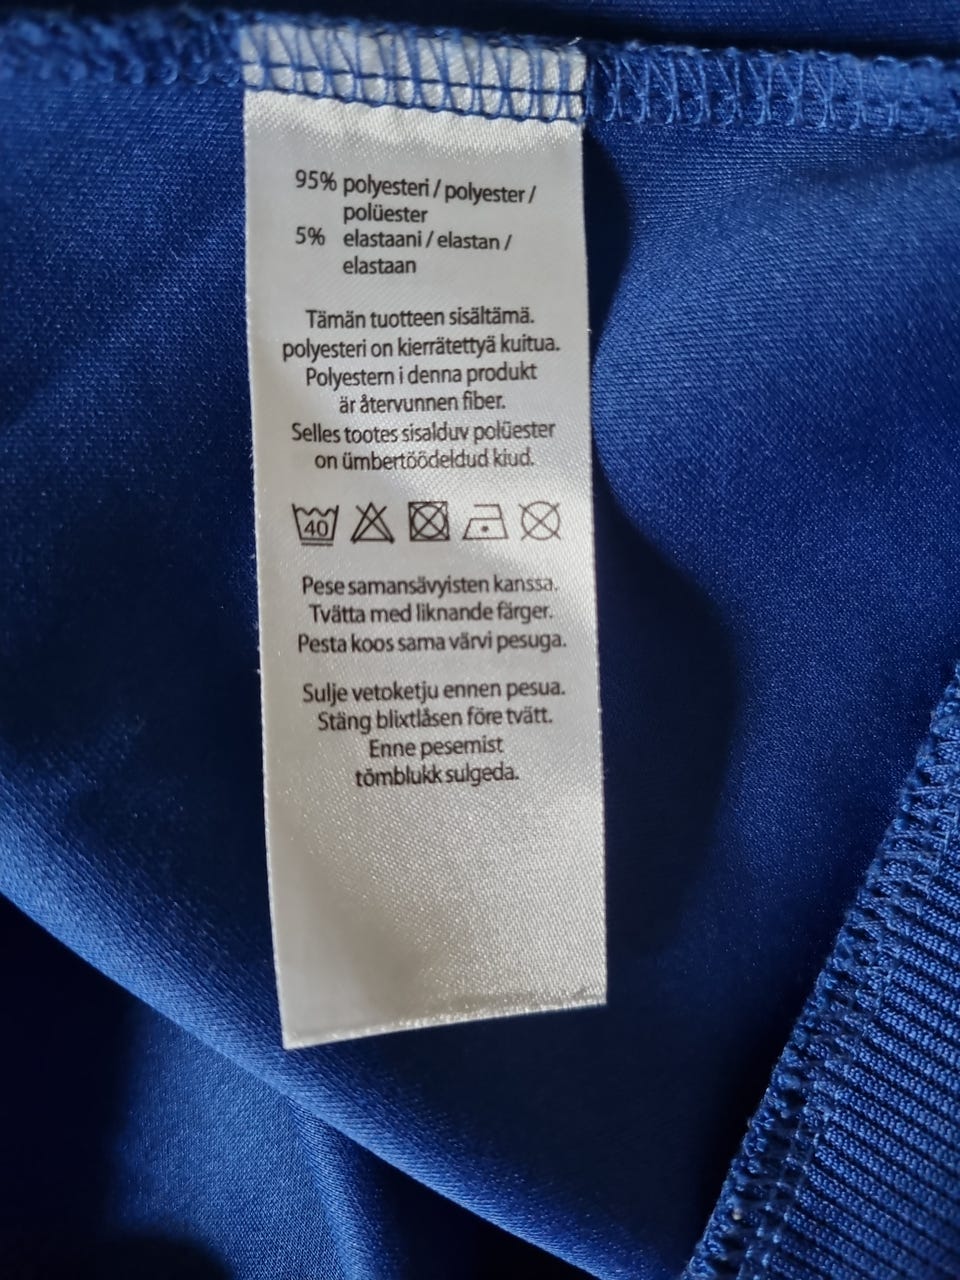 95% polyesteri / polyester /
polüester
5% elastaani / elastan /
elastaan
Tämän tuotteen sisältämä.
polyesteri on kierrätettyä kuitua.
Polyestern i denna produkt
är återvunnen fiber.
Selles tootes sisalduv polüester
on ümbertöödeldud kiud.
40
Pese samansävyisten kanssa.
Tvätta med liknande färger.
Pesta koos sama värvi pesuga.
Sulje vetoketju ennen pesua.
Stäng blixtlåsen före tvätt.
Enne pesemist
tõmblukk sulgeda.